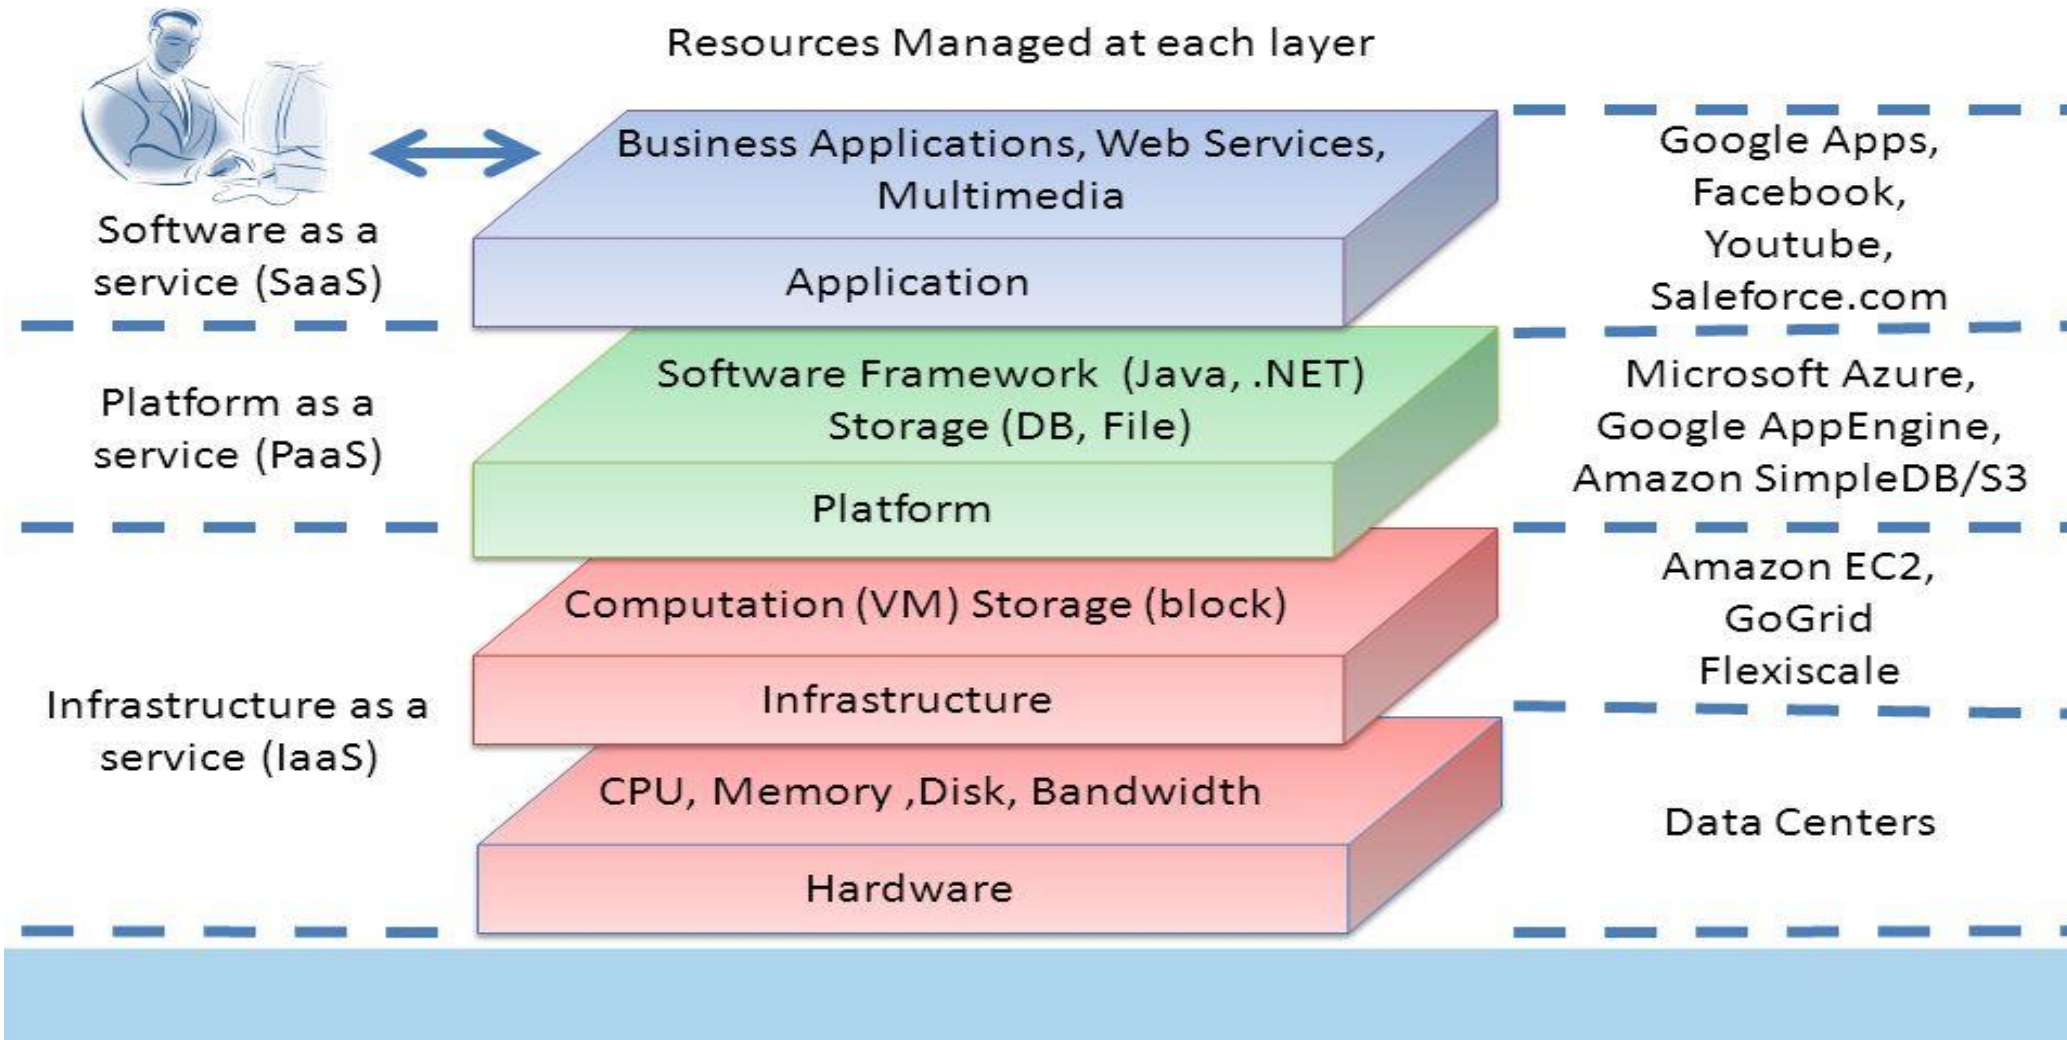 Resources Managed at each layer
Software as a
service (SaaS)
Business Applications, Web Services,
Multimedia
Application
Google Apps,
Facebook,
Youtube,
Saleforce.com
Platform as a
service (PaaS)
Software Framework (Java, .NET)
Storage (DB, File)
Platform
Microsoft Azure,
Google AppEngine,
Amazon SimpleDB/S3
Infrastructure as a
service (IaaS)
Computation (VM) Storage (block)
Infrastructure
Amazon EC2,
GoGrid
Flexiscale
CPU, Memory ,Disk, Bandwidth
Hardware
Data Centers